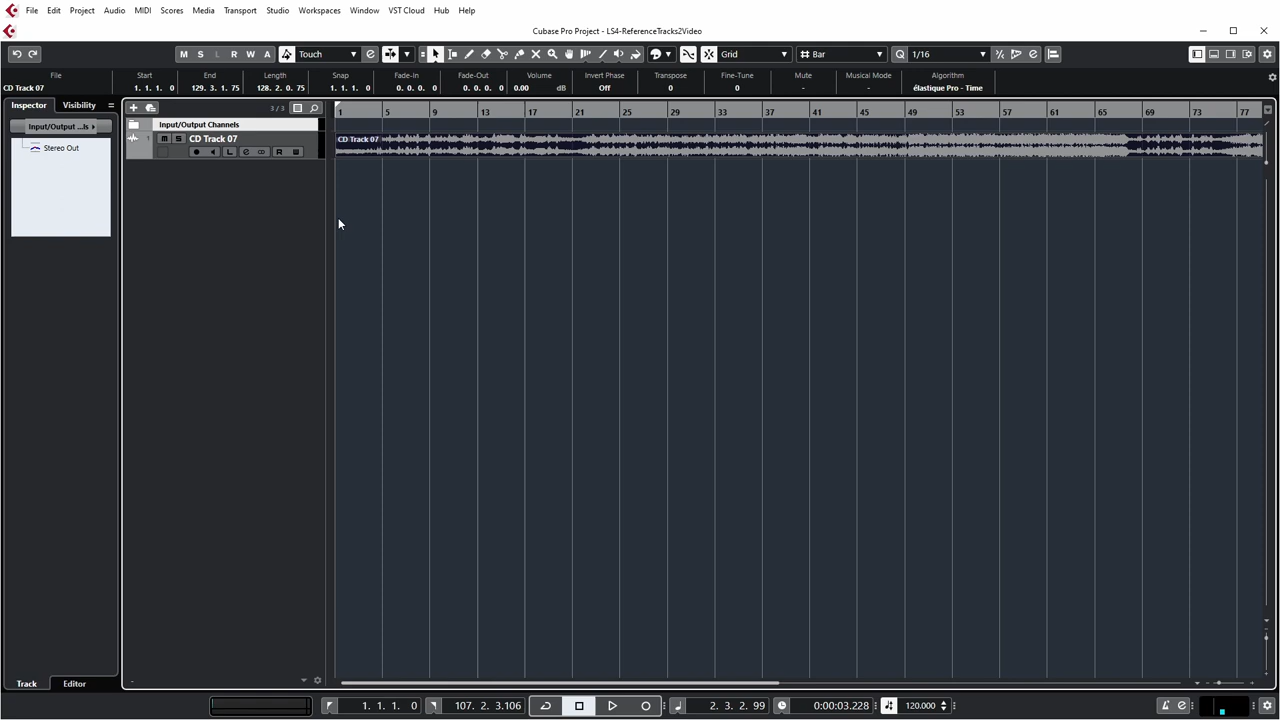 File Edit Project Audio MIDI Scores Media Transport Studio Workspaces Window VST Cloud Hub Help
Cubase Pro Project - LS4-ReferenceTracks2Video
M S L R W A Touch Grid Bar Q 1/16
File Start End Length Snap Fade-In Fade-Out Volume Invert Phase Transpose Fine-Tune Mute Musical Mode Algorithm
CD Track 07 1. 1. 1. 0 129. 3. 1. 75 128. 2. 0. 75 1. 1. 1. 0 0. 0. 0. 0 0. 0. 0. 0 0.00 dB Off 0 0 - - élastique Pro - Time
Inspector Visibility 3 / 3 1 5 9 13 17 21 25 29 33 37 41 45 49 53 57 61 65 69 73 77
Input/Output ...ls Input/Output Channels
1 m S CD Track 07 CD Track 07
Stereo Out L e R
Track Editor
1. 1. 1. 0 107. 2. 3.106 2. 3. 2. 99 0:00:03.228 120.000